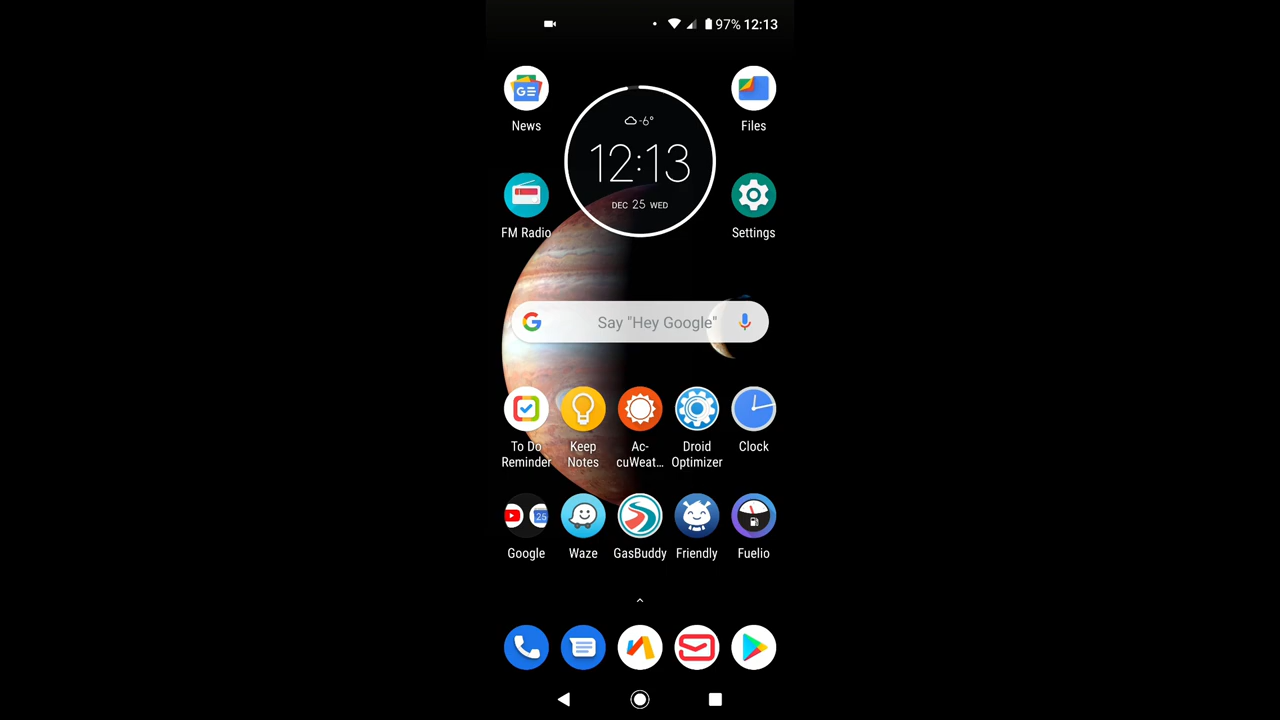 97% 12:13
News
Files
-6°
12:13
DEC 25 WED
FM Radio
Settings
Say "Hey Google"
To Do
Reminder
Keep
Notes
Ac-
cuWeat...
Droid
Optimizer
Clock
25
Google
Waze
GasBuddy
Friendly
Fuelio